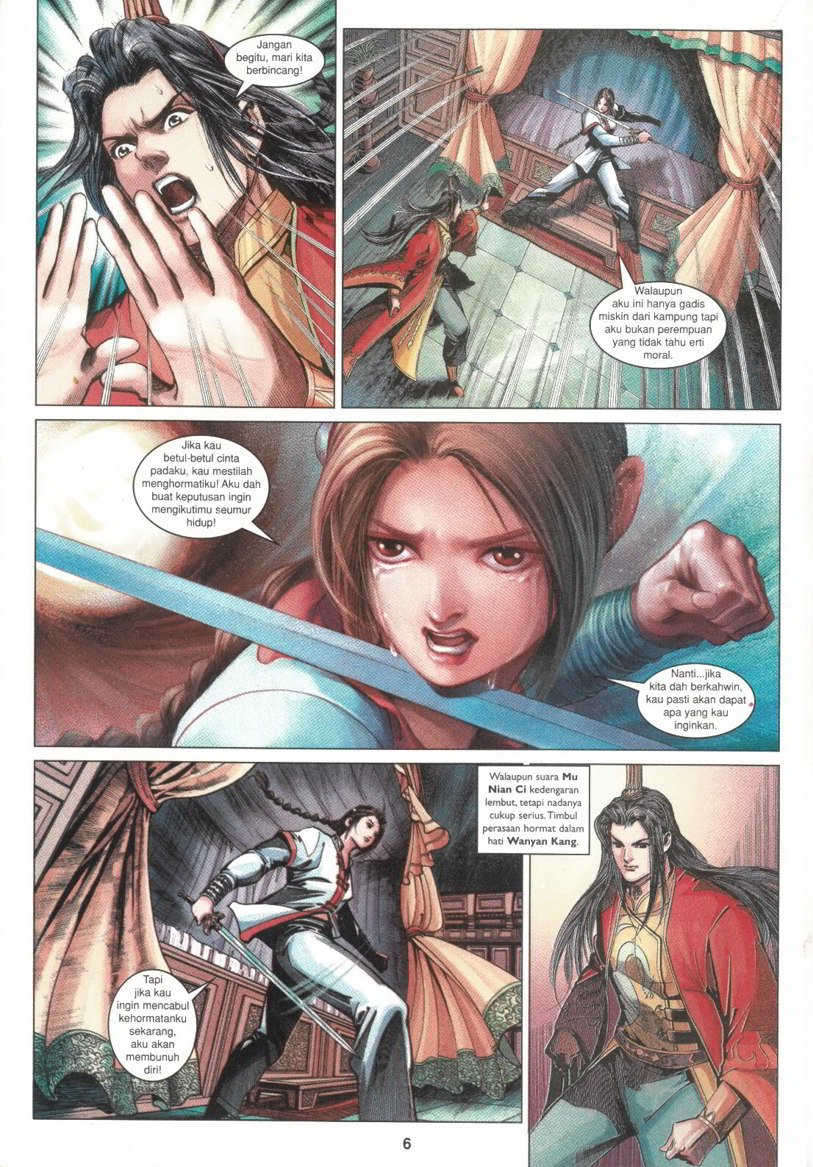 Jangan
begitu, mari kita
berbincang!
Walaupun
aku ini hanya gadis
miskin dari kampung tapi
aku bukan perempuan
yang tidak tahu erti
moral.
Jika kau
betul-betul cinta
padaku, kau mestilah
menghormatiku! Aku dah
buat keputusan ingin
mengikutimu seumur
hidup!
Nanti...jika
kita dah berkahwin,
kau pasti akan dapat
apa yang kau
inginkan.
Tapi
jika kau
ingin mencabul
kehormatanku
sekarang,
aku akan
membunuh
diri!
Walaupun suara Mu
Nian Ci kedengaran
lembut, tetapi nadanya
cukup serius. Timbul
perasaan hormat dalam
hati Wanyan Kang.
6